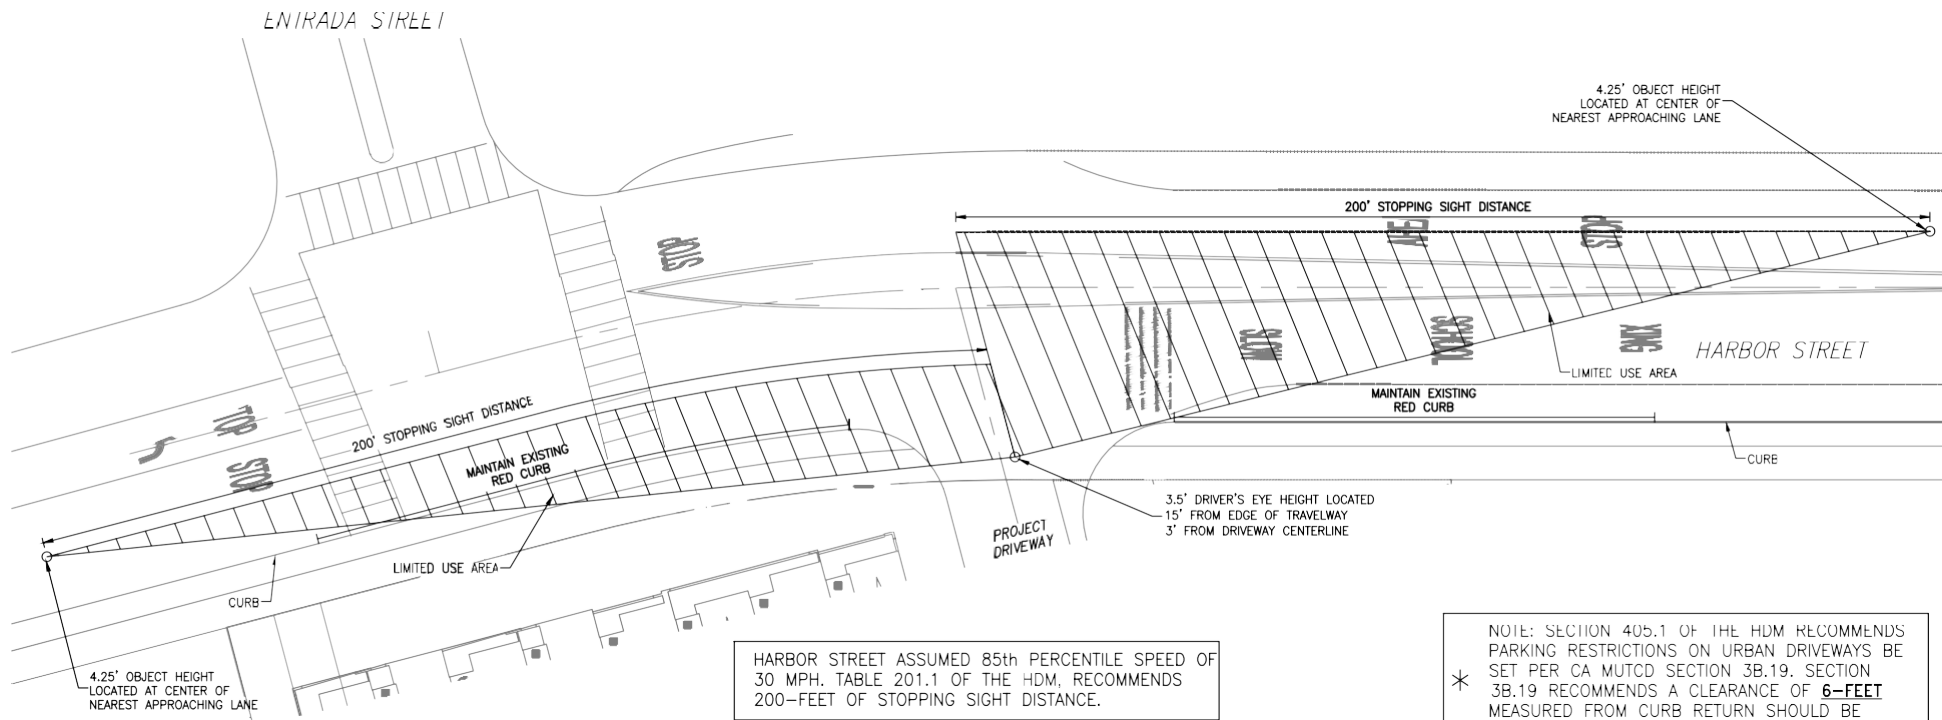 ENTRADA STREET
4.25' OBJECT HEIGHT
LOCATED AT CENTER OF
NEAREST APPROACHING LANE
200' STOPPING SIGHT DISTANCE
AHEAD
STOP
STOP
SLOW
XING
HARBOR STREET
LIMITED USE AREA
MAINTAIN EXISTING
RED CURB
CURB
200' STOPPING SIGHT DISTANCE
MAINTAIN EXISTING
RED CURB
STOP
STOP
3.5' DRIVER'S EYE HEIGHT LOCATED
15' FROM EDGE OF TRAVELWAY
3' FROM DRIVEWAY CENTERLINE
PROJECT
DRIVEWAY
LIMITED USE AREA
CURB
4.25' OBJECT HEIGHT
LOCATED AT CENTER OF
NEAREST APPROACHING LANE
HARBOR STREET ASSUMED 85th PERCENTILE SPEED OF
30 MPH. TABLE 201.1 OF THE HDM, RECOMMENDS
200-FEET OF STOPPING SIGHT DISTANCE.
NOTE: SECTION 405.1 OF THE HDM RECOMMENDS
PARKING RESTRICTIONS ON URBAN DRIVEWAYS BE
* SET PER CA MUTCD SECTION 3B.19. SECTION
3B.19 RECOMMENDS A CLEARANCE OF 6-FEET
MEASURED FROM CURB RETURN SHOULD BE